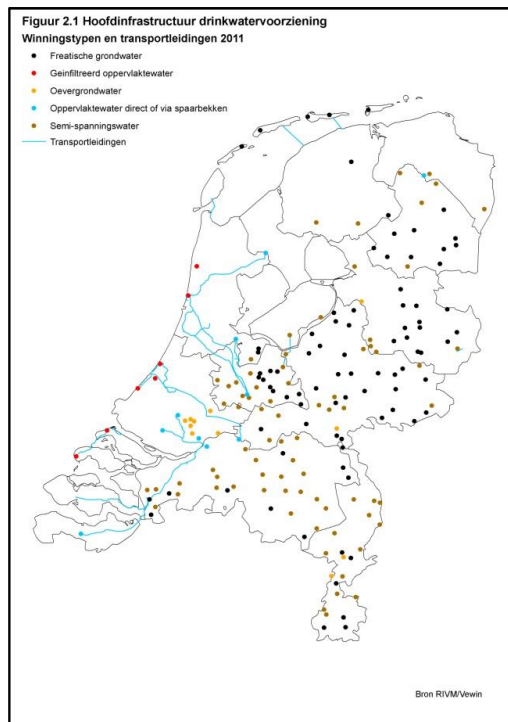 Figuur 2.1 Hoofdinfrastructuur drinkwatervoorziening
Winningstypen en transportleidingen 2011
Freatische grondwater
Geinfiltreerd oppervlaktewater
Oevergrondwater
Oppervlaktewater direct of via spaarbekken
Semi-spanningswater
Transportleidingen
Bron RIVM/Vewin